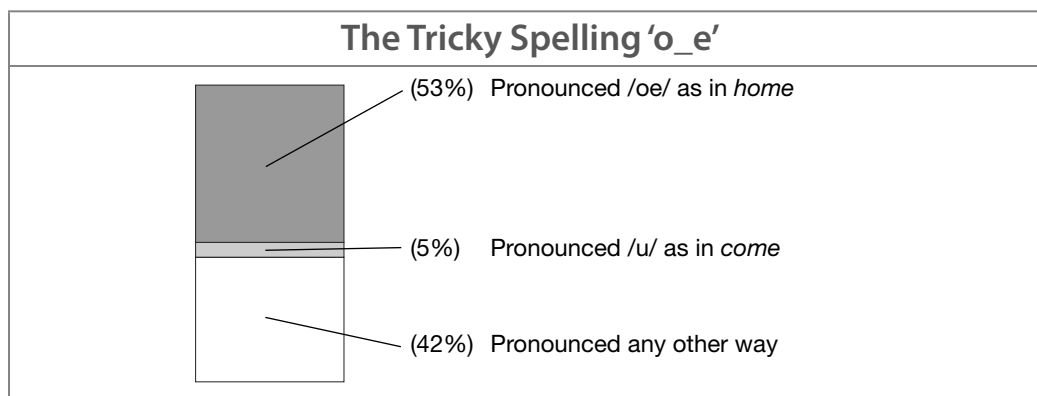 The Tricky Spelling ‘o_e’
(53%) Pronounced /oe/ as in home
(5%) Pronounced /u/ as in come
(42%) Pronounced any other way